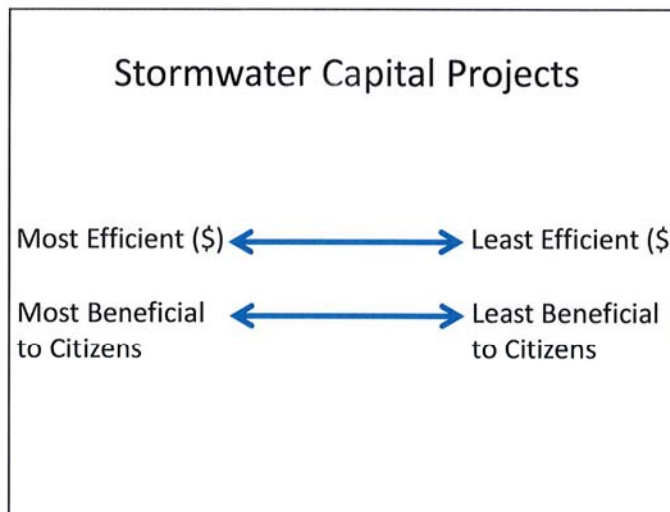 Stormwater Capital Projects
Most Efficient ($)
Least Efficient ($
Most Beneficial
to Citizens
Least Beneficial
to Citizens